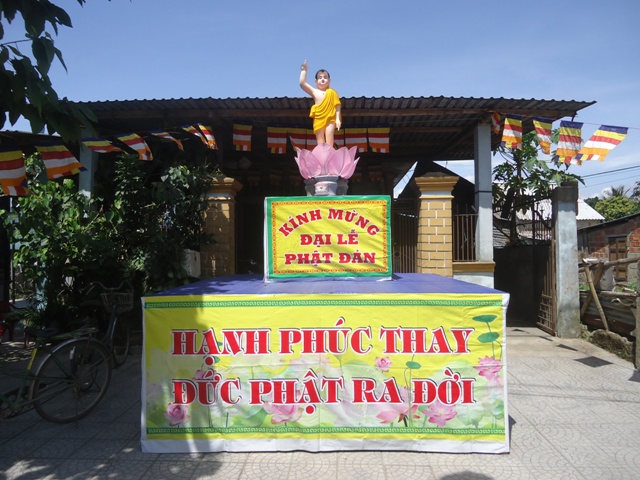 KÍNH MỪNG
ĐẠI LỄ
PHẬT ĐẢN
HẠNH PHÚC THAY
ĐỨC PHẬT RA ĐỜI